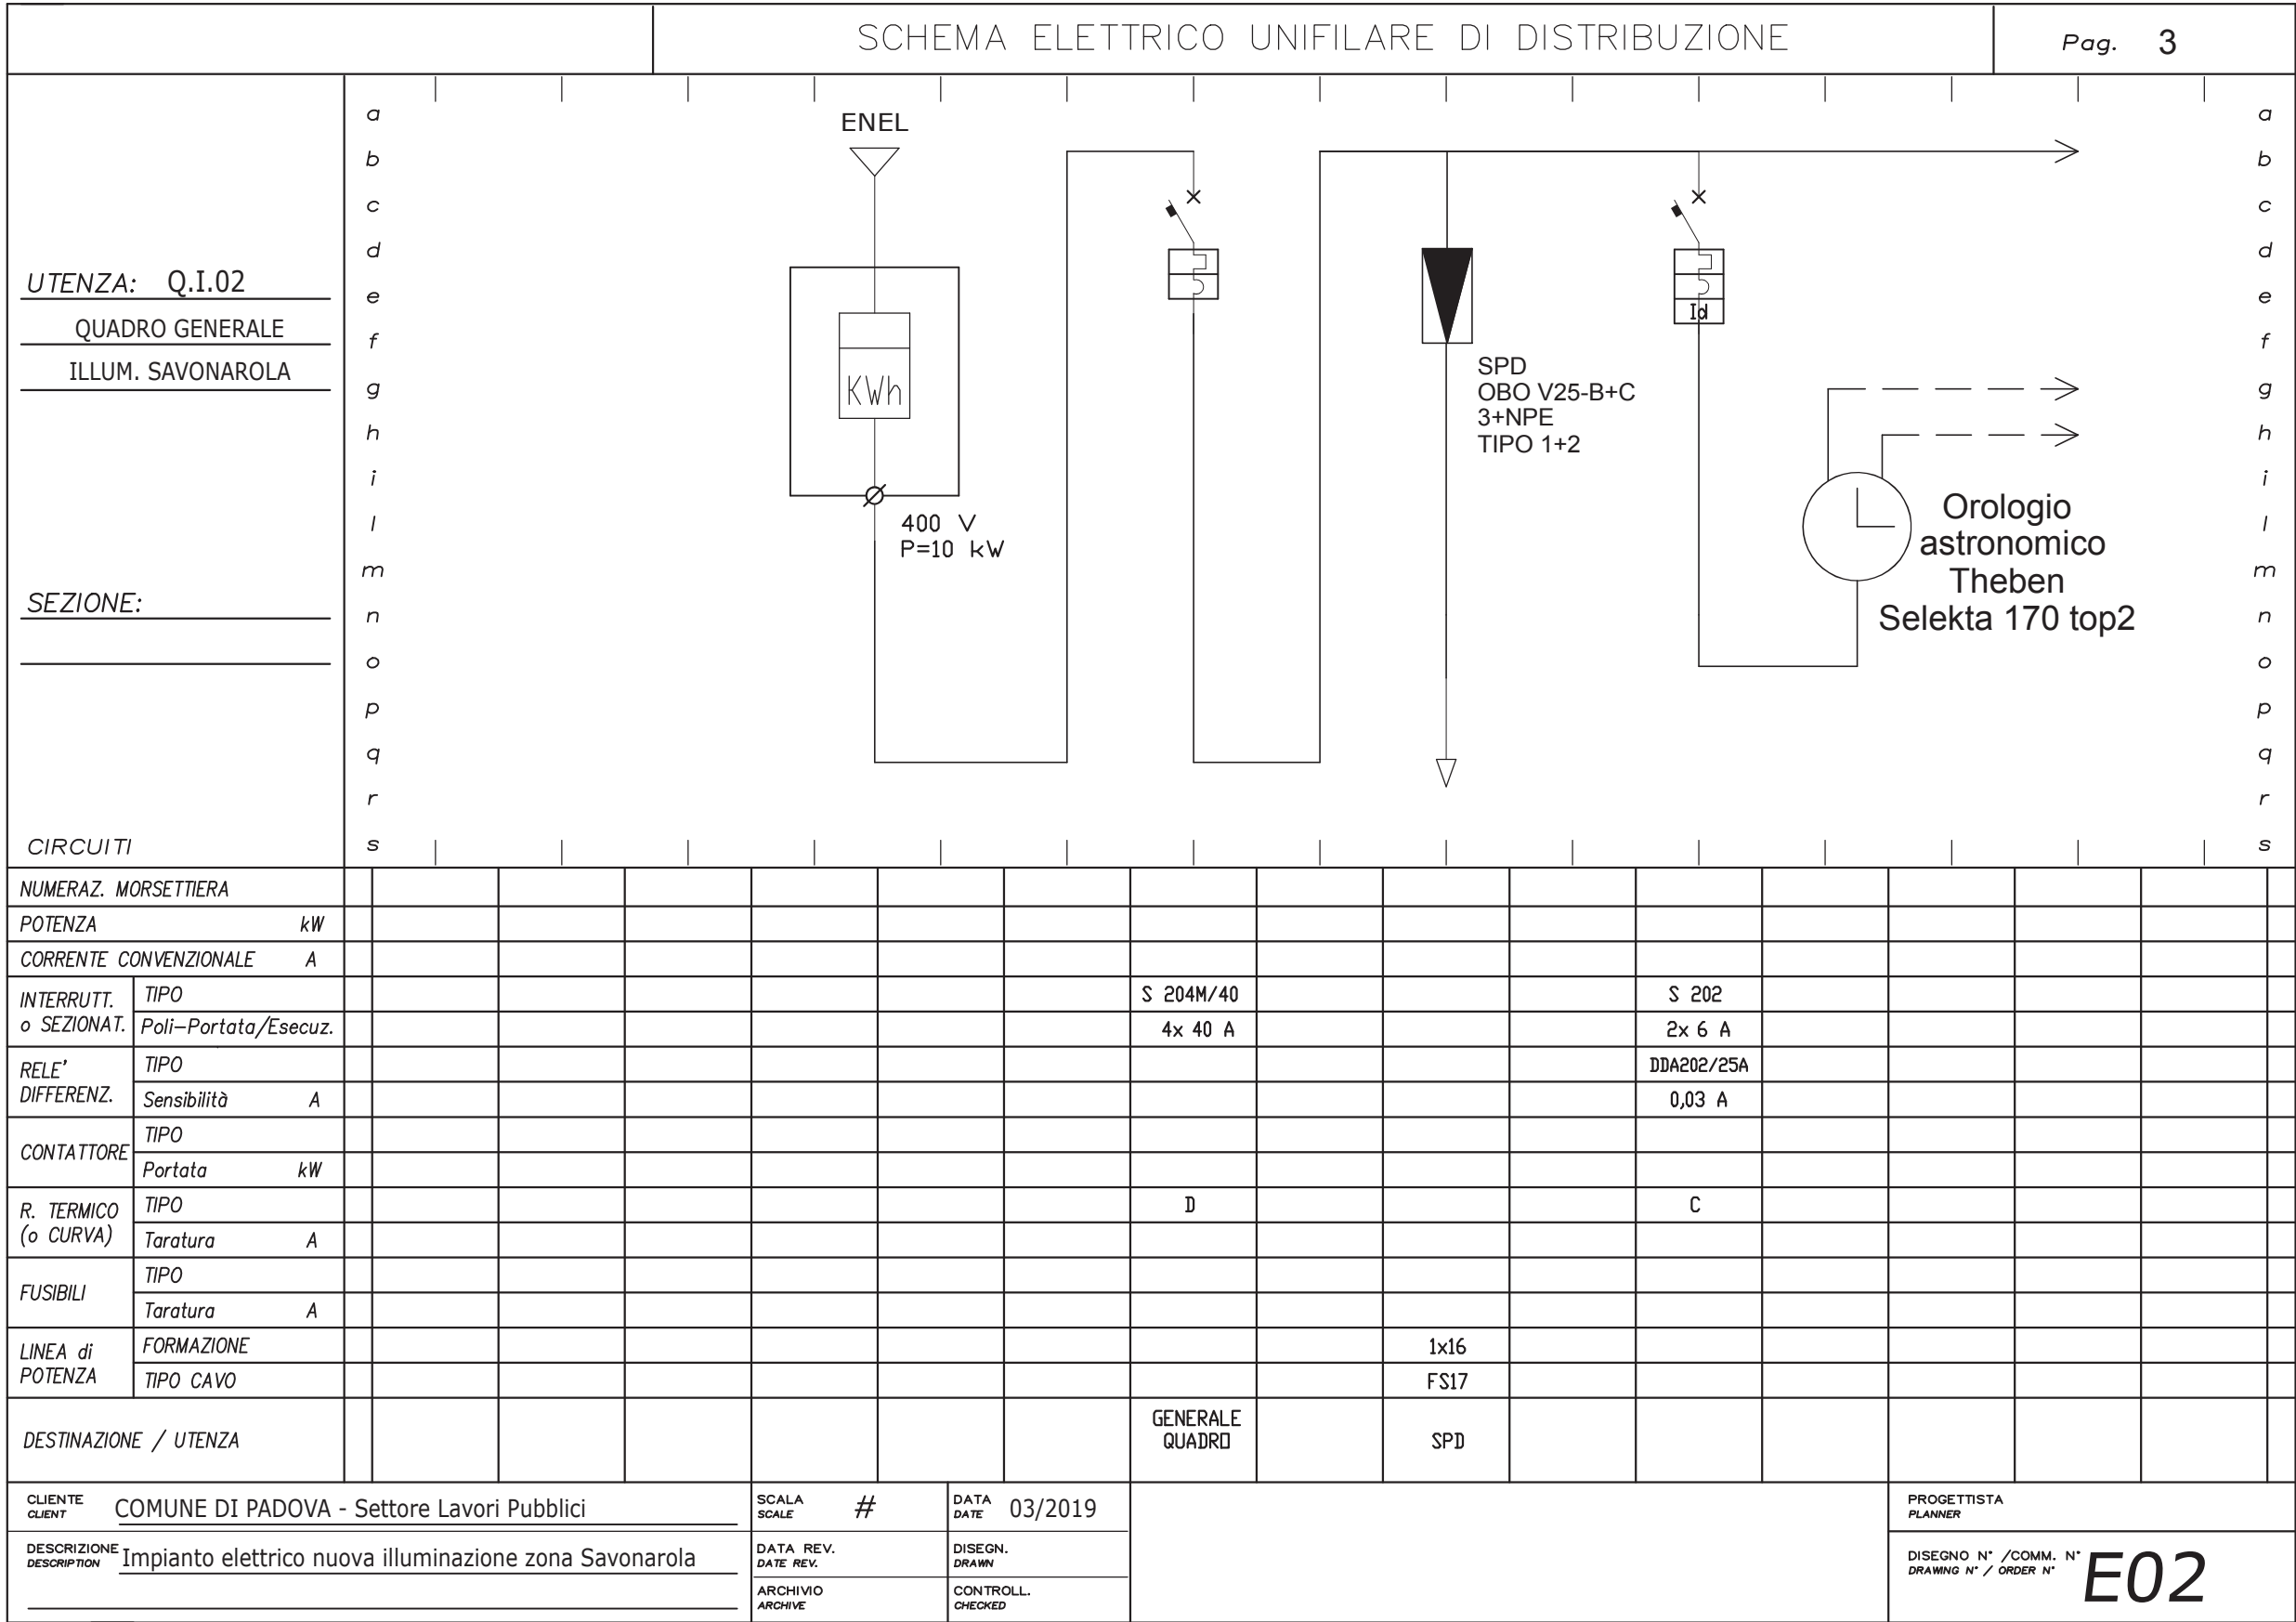 SCHEMA ELETTRICO UNIFILARE DI DISTRIBUZIONE
Pag. 3
UTENZA: Q.I.02
QUADRO GENERALE
ILLUM. SAVONAROLA
SEZIONE:
CIRCUITI
a
b
c
d
e
f
g
h
i
l
m
n
o
p
q
r
s
ENEL
KWh
400 V
P=10 kW
SPD
OBO V25-B+C
3+NPE
TIPO 1+2
Id
Orologio
astronomico
Theben
Selekta 170 top2
a
b
c
d
e
f
g
h
i
l
m
n
o
p
q
r
s
NUMERAZ. MORSETTIERA
POTENZA kW
CORRENTE CONVENZIONALE A
INTERRUTT.
o SEZIONAT.
TIPO S 204M/40 S 202
Poli-Portata/Esecuz. 4x 40 A 2x 6 A
RELE'
DIFFERENZ.
TIPO DDA202/25A
Sensibilità A 0,03 A
CONTATTORE
TIPO
Portata kW
R. TERMICO
(o CURVA)
TIPO D C
Taratura A
FUSIBILI
TIPO
Taratura A
LINEA di
POTENZA
FORMAZIONE 1x16
TIPO CAVO FS17
DESTINAZIONE / UTENZA
GENERALE
QUADRO
SPD
CLIENTE
CLIENT
COMUNE DI PADOVA - Settore Lavori Pubblici
DESCRIZIONE
DESCRIPTION
Impianto elettrico nuova illuminazione zona Savonarola
SCALA
SCALE
#
DATA
DATE
03/2019
DATA REV.
DATE REV.
DISEGN.
DRAWN
ARCHIVIO
ARCHIVE
CONTROLL.
CHECKED
PROGETTISTA
PLANNER
DISEGNO N° /COMM. N°
DRAWING N° / ORDER N°
E02